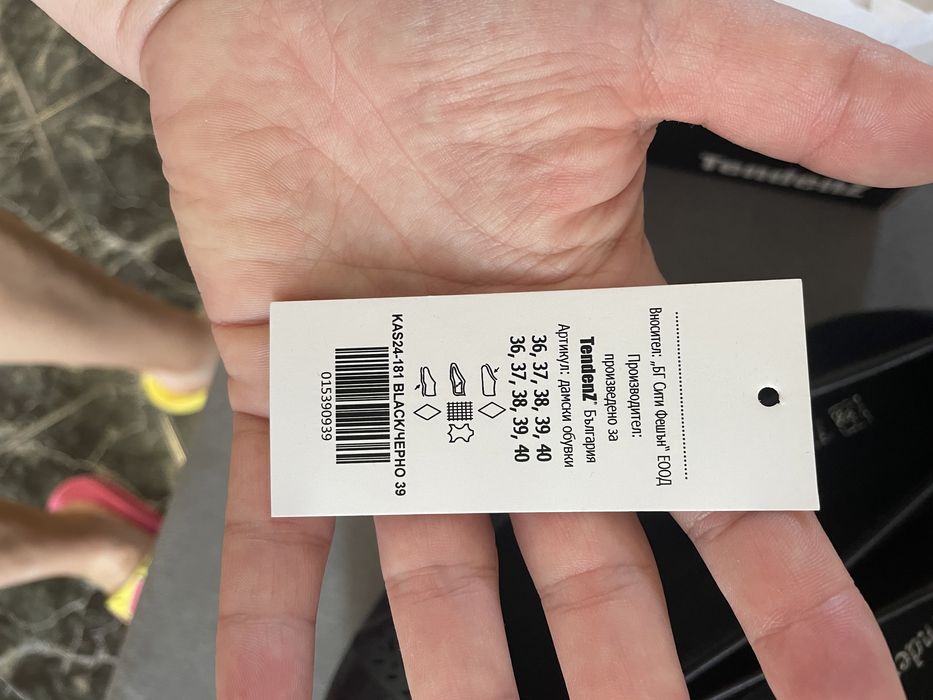 Вносител: „БГ Сити Фешън“ ЕООД
Производител:
..........................................
произведено за
TendenZ България
Артикул: дамски обувки
36, 37, 38, 39, 40
36, 37, 38, 39, 40
KAS24-181 BLACK/ЧЕРНО 39
015390939
TendenZ